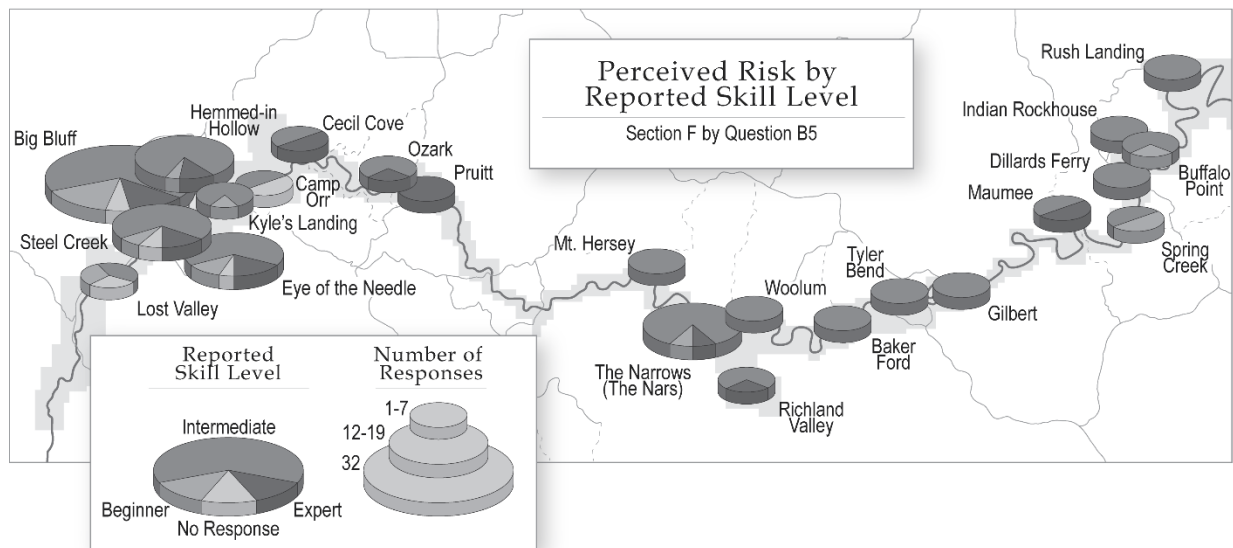 Perceived Risk by
Reported Skill Level
Section F by Question B5
Rush Landing
Indian Rockhouse
Dillards Ferry
Buffalo
Point
Maumee
Spring
Creek
Hemmed-in
Hollow
Cecil Cove
Big Bluff
Ozark
Pruitt
Camp
Orr
Kyle's Landing
Steel Creek
Eye of the Needle
Lost Valley
Mt. Hersey
Woolum
Tyler
Bend
Gilbert
Baker
Ford
The Narrows
(The Nars)
Richland
Valley
Reported
Skill Level
Intermediate
Beginner
No Response
Expert
Number of
Responses
1-7
12-19
32